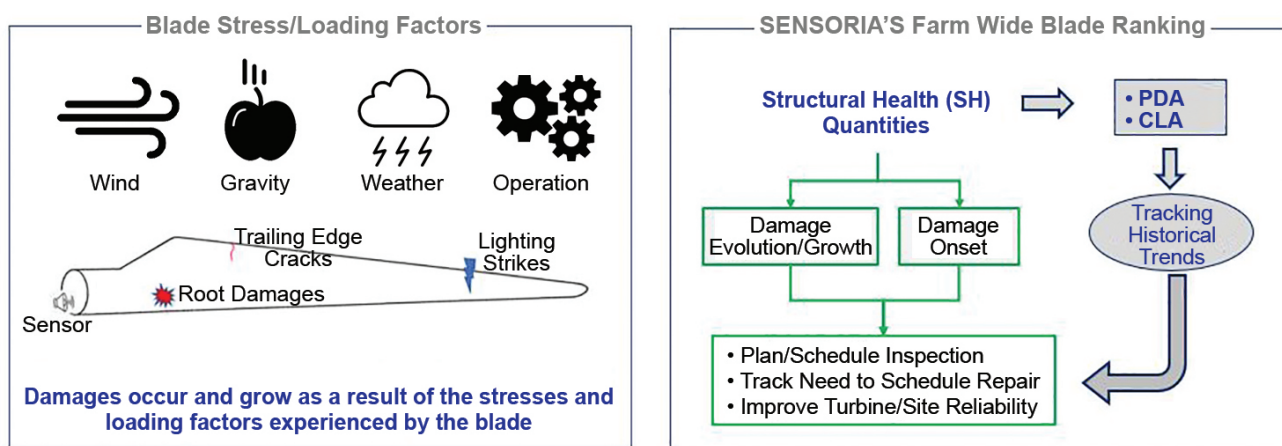 Blade Stress/Loading Factors
Wind
Gravity
Weather
Operation
Trailing Edge
Cracks
Lighting
Strikes
Root Damages
Sensor
Damages occur and grow as a result of the stresses and
loading factors experienced by the blade
SENSORIA'S Farm Wide Blade Ranking
Structural Health (SH)
Quantities
• PDA
• CLA
Damage
Evolution/Growth
Damage
Onset
Tracking
Historical
Trends
• Plan/Schedule Inspection
• Track Need to Schedule Repair
• Improve Turbine/Site Reliability